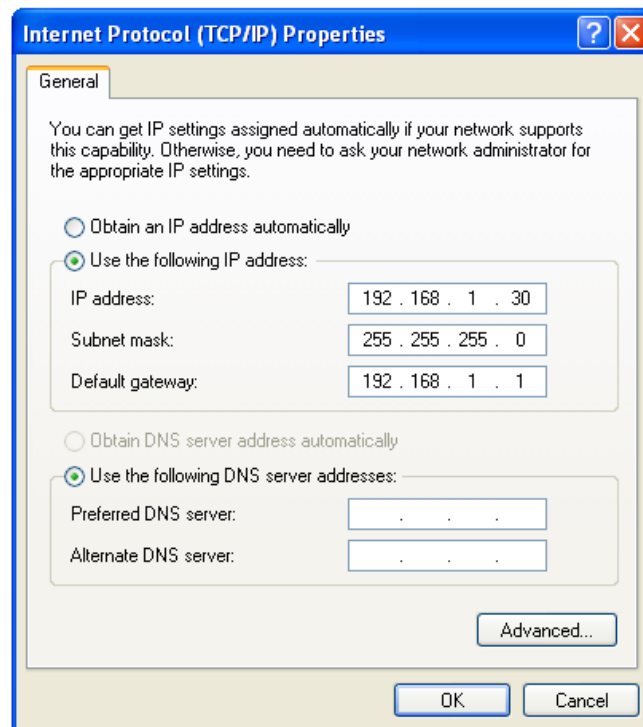 Internet Protocol (TCP/IP) Properties
General
You can get IP settings assigned automatically if your network supports
this capability. Otherwise, you need to ask your network administrator for
the appropriate IP settings.
Obtain an IP address automatically
Use the following IP address:
IP address: 192 . 168 . 1 . 30
Subnet mask: 255 . 255 . 255 . 0
Default gateway: 192 . 168 . 1 . 1
Obtain DNS server address automatically
Use the following DNS server addresses:
Preferred DNS server: . . .
Alternate DNS server: . . .
Advanced...
OK Cancel